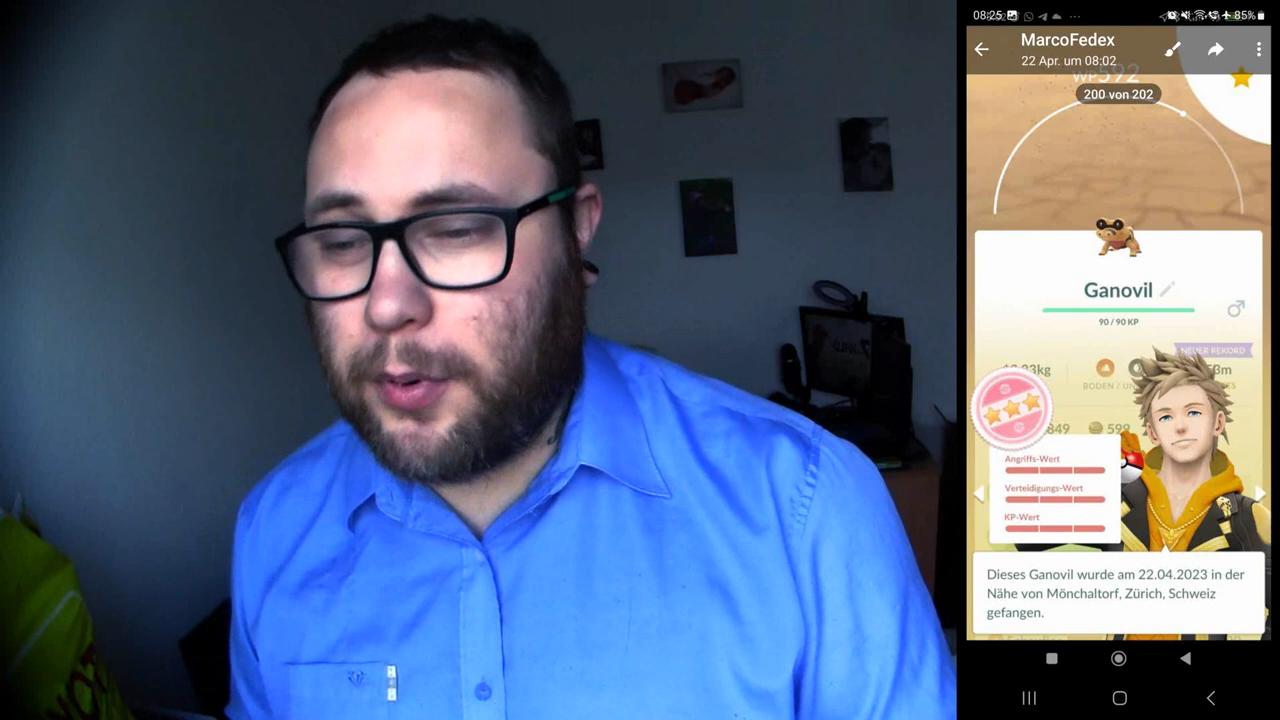 08:25
85%
MarcoFedex
22 Apr. um 08:02
WP592
200 von 202
Ganovil
90 / 90 KP
NEUER REKORD
BODEN / UN
849
599
Angriffs-Wert
Verteidigungs-Wert
KP-Wert
Dieses Ganovil wurde am 22.04.2023 in der
Nähe von Mönchaltorf, Zürich, Schweiz
gefangen.